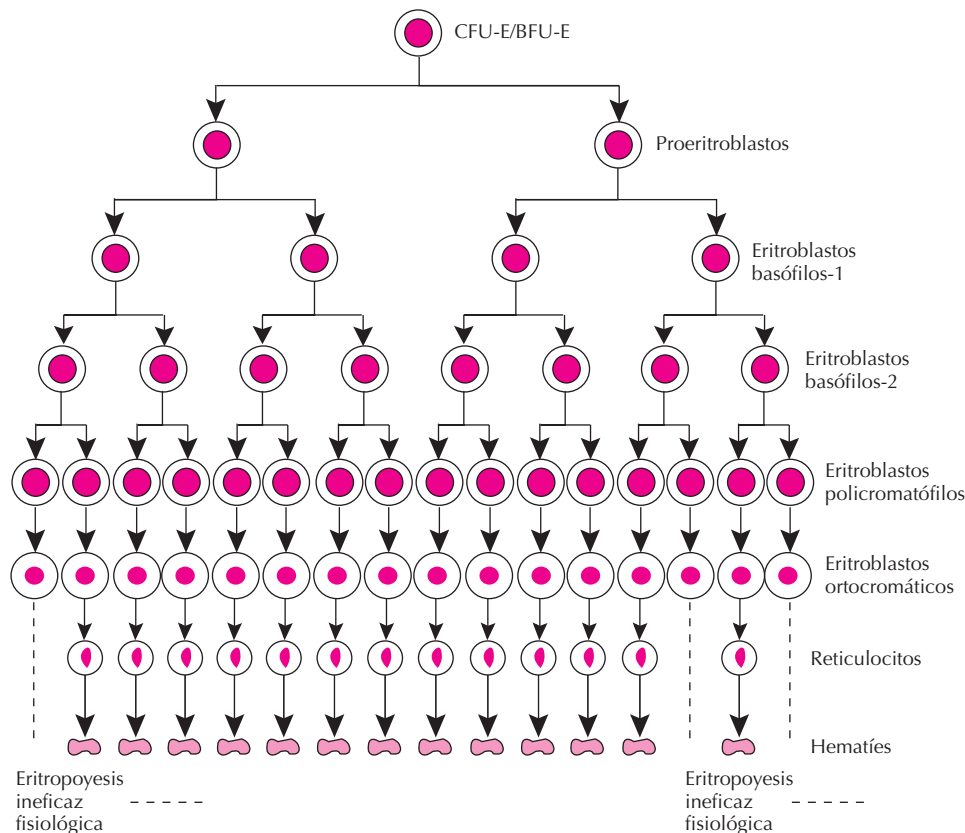 CFU-E/BFU-E
Proeritroblastos
Eritroblastos
basófilos-1
Eritroblastos
basófilos-2
Eritroblastos
policromatófilos
Eritroblastos
ortocromáticos
Reticulocitos
Hematíes
Eritropoyesis
ineficaz
fisiológica
Eritropoyesis
ineficaz
fisiológica